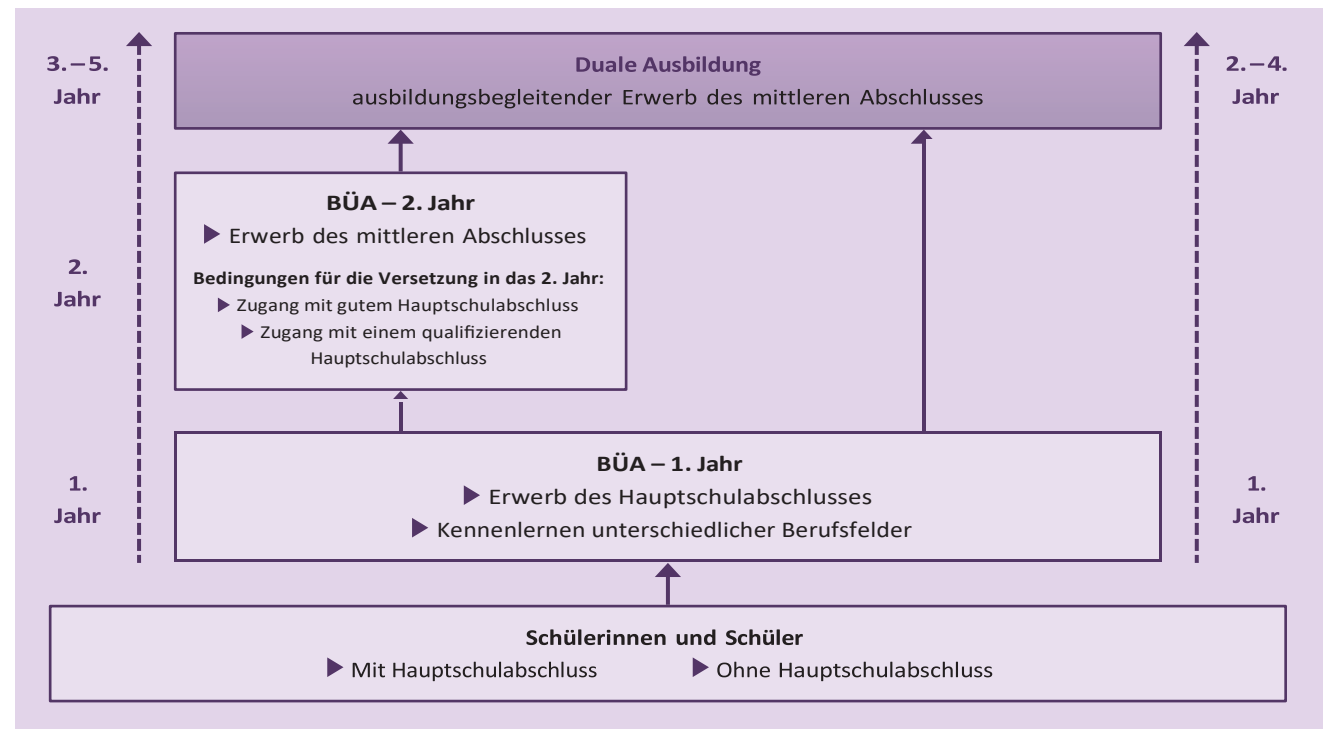 3.–5.
Jahr
Duale Ausbildung
ausbildungsbegleitender Erwerb des mittleren Abschlusses
2.–4.
Jahr
BÜA – 2. Jahr
▶ Erwerb des mittleren Abschlusses
Bedingungen für die Versetzung in das 2. Jahr:
▶ Zugang mit gutem Hauptschulabschluss
▶ Zugang mit einem qualifizierenden
Hauptschulabschluss
2.
Jahr
BÜA – 1. Jahr
▶ Erwerb des Hauptschulabschlusses
▶ Kennenlernen unterschiedlicher Berufsfelder
1.
Jahr
1.
Jahr
Schülerinnen und Schüler
▶ Mit Hauptschulabschluss ▶ Ohne Hauptschulabschluss